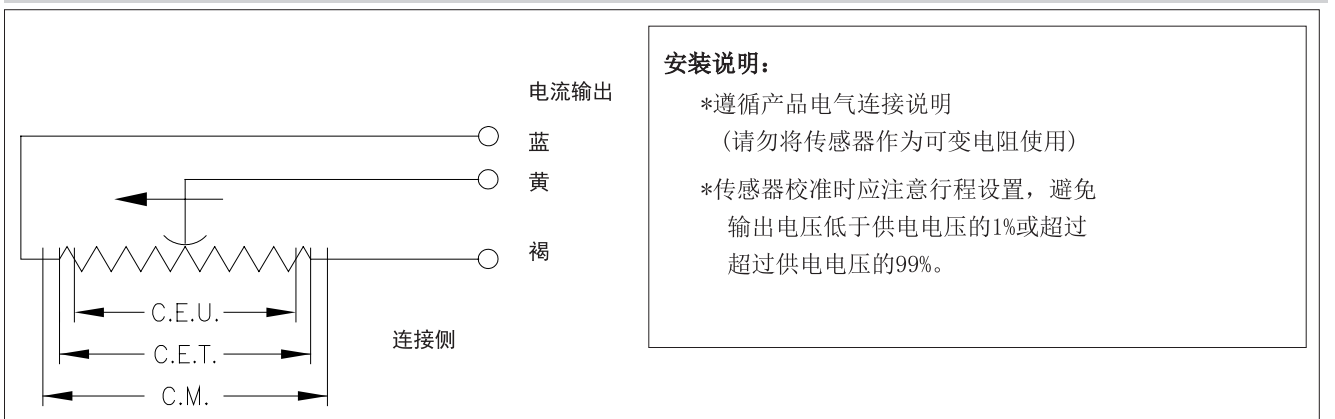 电流输出
蓝
黄
褐
C.E.U.
C.E.T.
C.M.
连接侧
安装说明：
*遵循产品电气连接说明
(请勿将传感器作为可变电阻使用)
*传感器校准时应注意行程设置，避免
输出电压低于供电电压的1%或超过
超过供电电压的99%。